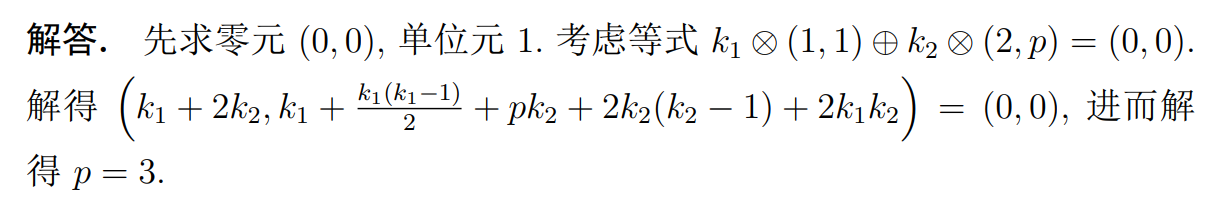 解答. 先求零元 (0, 0), 单位元 1. 考虑等式 k₁ ⊗ (1, 1) ⊕ k₂ ⊗ (2, p) = (0, 0).
解得 (k₁ + 2k₂, k₁ + \frac{k₁(k₁−1)}{2} + pk₂ + 2k₂(k₂ − 1) + 2k₁k₂) = (0, 0), 进而解
得 p = 3.